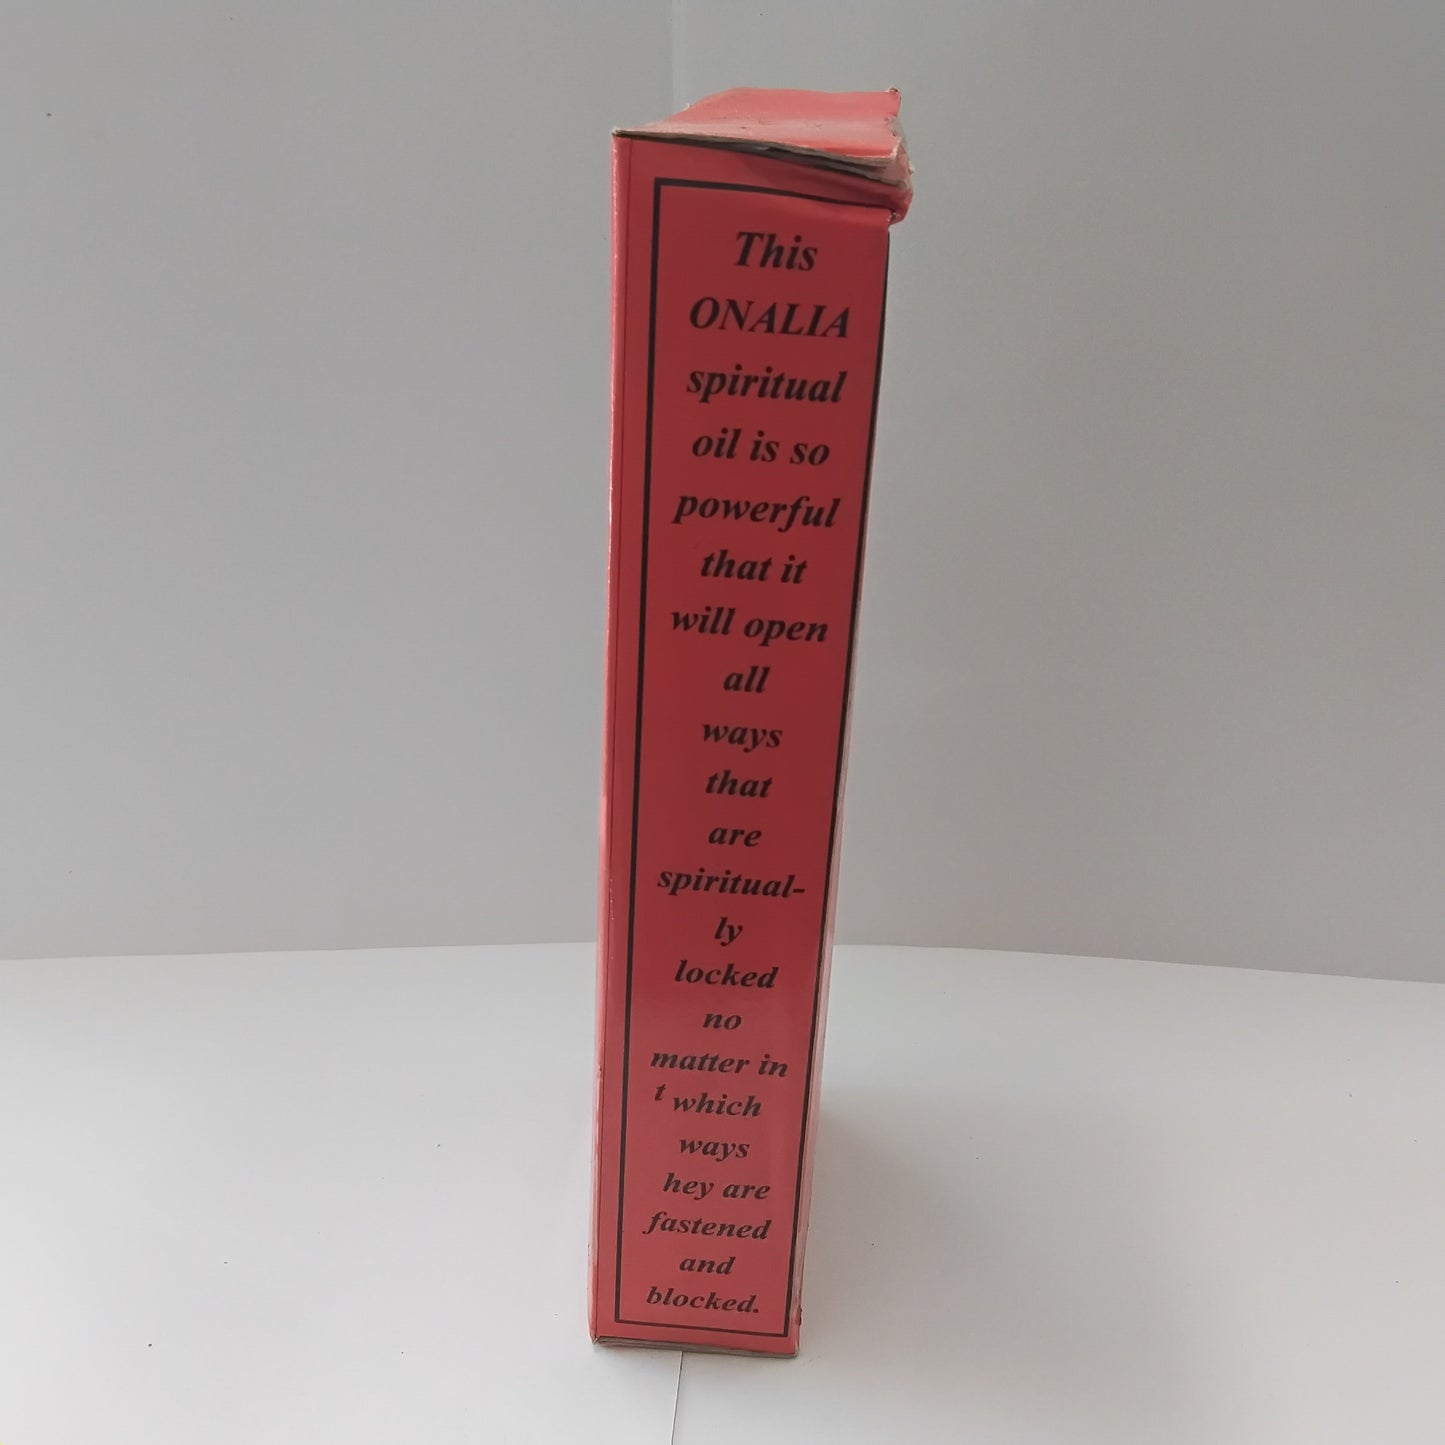 This
ONALIA
spiritual
oil is so
powerful
that it
will open
all
ways
that
are
spiritual-
ly
locked
no
matter in
t which
ways
hey are
fastened
and
blocked.